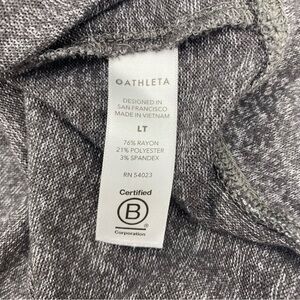 ATHLETA
DESIGNED IN
SAN FRANCISCO
MADE IN VIETNAM
LT
76% RAYON
21% POLYESTER
3% SPANDEX
RN 54023
Certified
B
®
Corporation